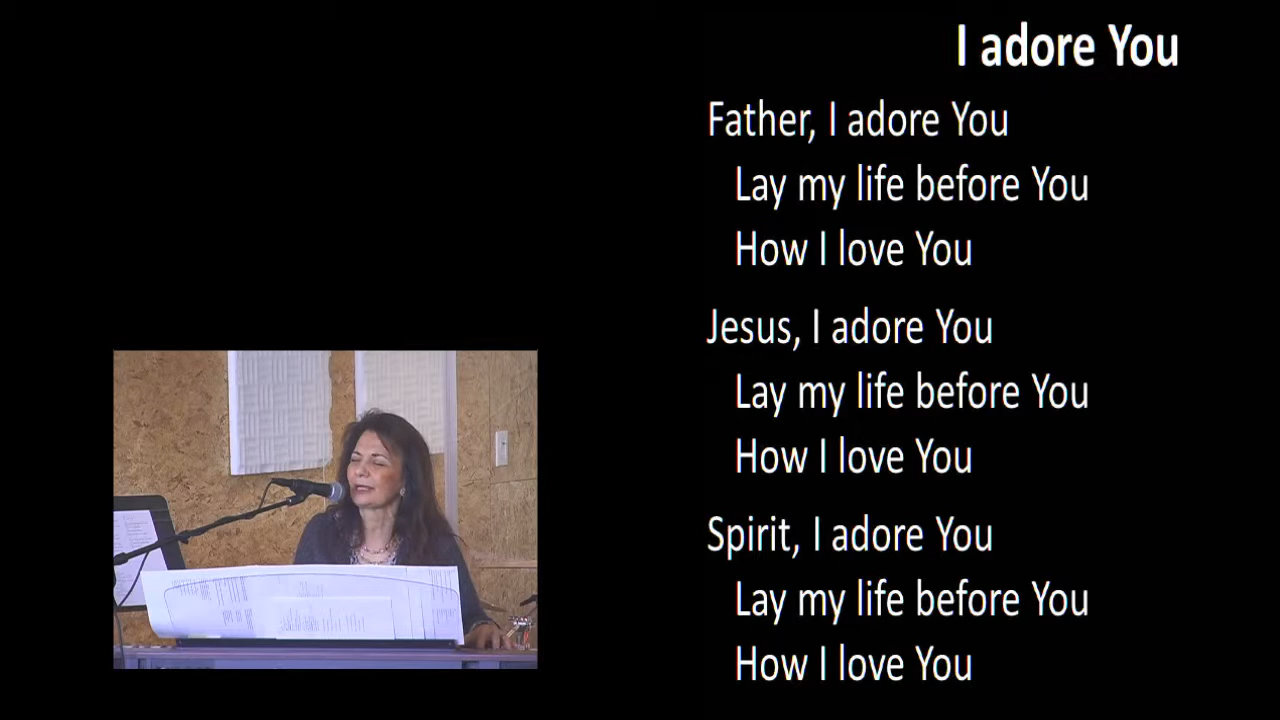 I adore You
Father, I adore You
Lay my life before You
How I love You
Jesus, I adore You
Lay my life before You
How I love You
Spirit, I adore You
Lay my life before You
How I love You